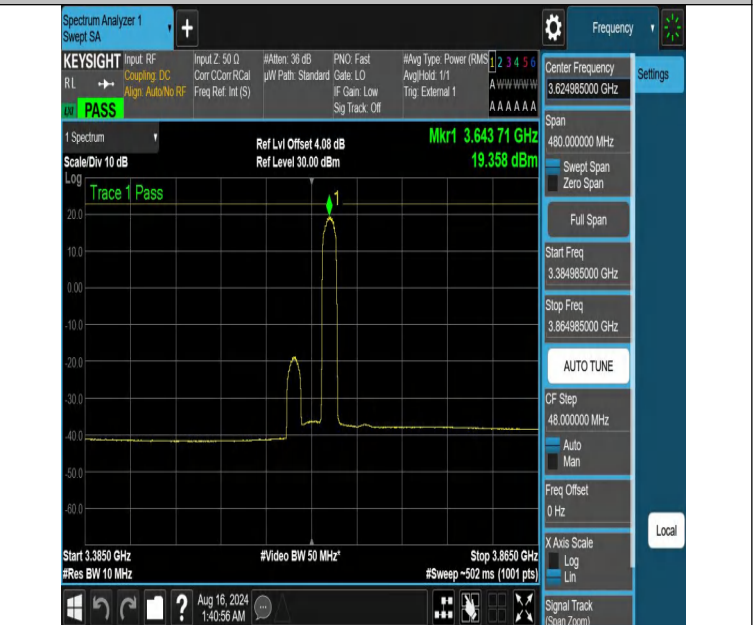 Spectrum Analyzer 1
Swept SA
+
Frequency
KEYSIGHT
RL
PASS
Input: RF
Coupling: DC
Align: Auto/No RF
Input Z: 50 Ω
Corr CCorr RCal
Freq Ref: Int (S)
#Atten: 36 dB
µW Path: Standard
PNO: Fast
Gate: LO
IF Gain: Low
Sig Track: Off
#Avg Type: Power (RMS
Avg|Hold: 1/1
Trig: External 1
1 2 3 4 5 6
A W W W W W
A A A A A A
Center Frequency
3.624985000 GHz
Settings
1 Spectrum
Scale/Div 10 dB
Ref Lvl Offset 4.08 dB
Ref Level 30.00 dBm
Mkr1 3.643 71 GHz
19.358 dBm
Log
Trace 1 Pass
1
20.0
10.0
0.00
-10.0
-20.0
-30.0
-40.0
-50.0
-60.0
Span
480.000000 MHz
Swept Span
Zero Span
Full Span
Start Freq
3.384985000 GHz
Stop Freq
3.864985000 GHz
AUTO TUNE
CF Step
48.000000 MHz
Auto
Man
Freq Offset
0 Hz
X Axis Scale
Log
Lin
Signal Track
(Span Zoom)
Local
Start 3.3850 GHz
#Res BW 10 MHz
#Video BW 50 MHz*
Stop 3.8650 GHz
#Sweep ~502 ms (1001 pts)
?
Aug 16, 2024
1:40:56 AM